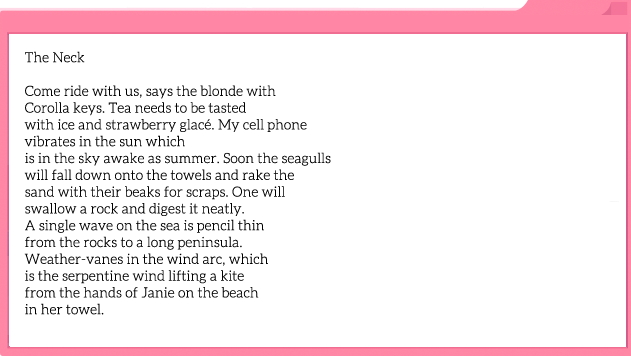 The Neck
Come ride with us, says the blonde with
Corolla keys. Tea needs to be tasted
with ice and strawberry glacé. My cell phone
vibrates in the sun which
is in the sky awake as summer. Soon the seagulls
will fall down onto the towels and rake the
sand with their beaks for scraps. One will
swallow a rock and digest it neatly.
A single wave on the sea is pencil thin
from the rocks to a long peninsula.
Weather-vanes in the wind arc, which
is the serpentine wind lifting a kite
from the hands of Janie on the beach
in her towel.